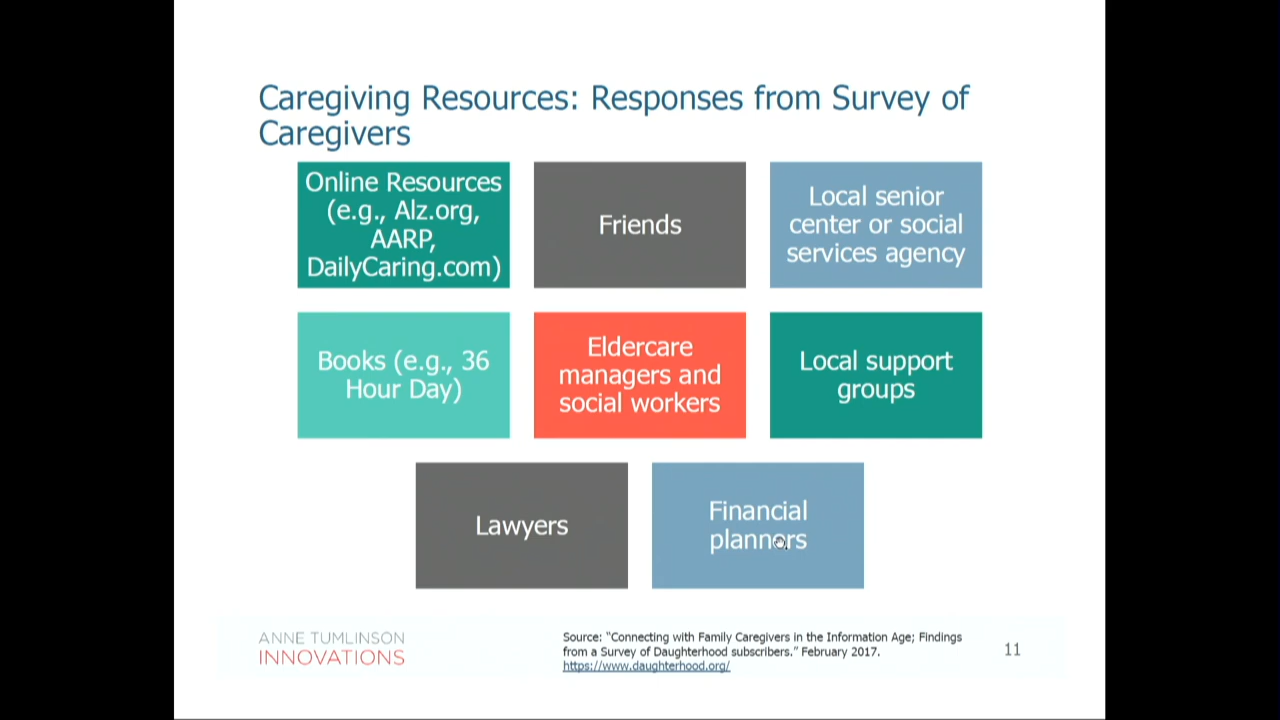 Caregiving Resources: Responses from Survey of
Caregivers
Online Resources
(e.g., Alz.org,
AARP,
DailyCaring.com)
Friends
Local senior
center or social
services agency
Books (e.g., 36
Hour Day)
Eldercare
managers and
social workers
Local support
groups
Lawyers
Financial
planners
ANNE TUMLINSON
INNOVATIONS
Source: “Connecting with Family Caregivers in the Information Age; Findings
from a Survey of Daughterhood subscribers.” February 2017.
https://www.daughterhood.org/
11